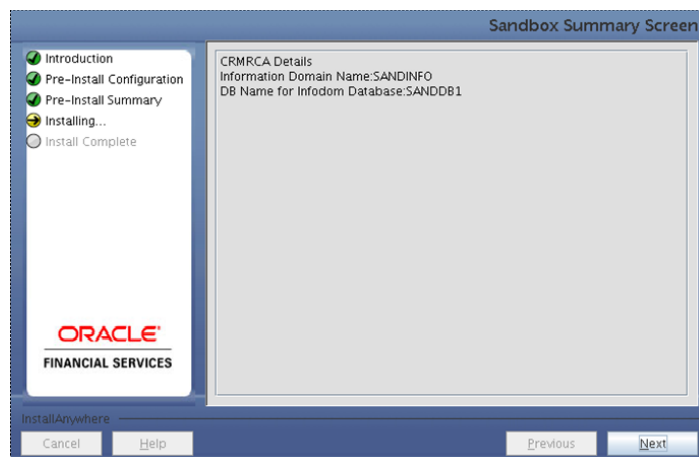 Sandbox Summary Screen
Introduction
Pre-Install Configuration
Pre-Install Summary
Installing...
Install Complete
CRMRCA Details
Information Domain Name:SANDINFO
DB Name for Infodom Database:SANDDB1
ORACLE
FINANCIAL SERVICES
InstallAnywhere
Cancel
Help
Previous
Next